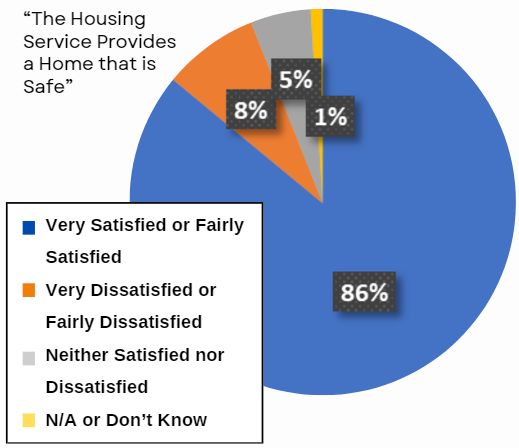 “The Housing
Service Provides
a Home that is
Safe”
5%
8%
1%
86%
Very Satisfied or Fairly
Satisfied
Very Dissatisfied or
Fairly Dissatisfied
Neither Satisfied nor
Dissatisfied
N/A or Don’t Know